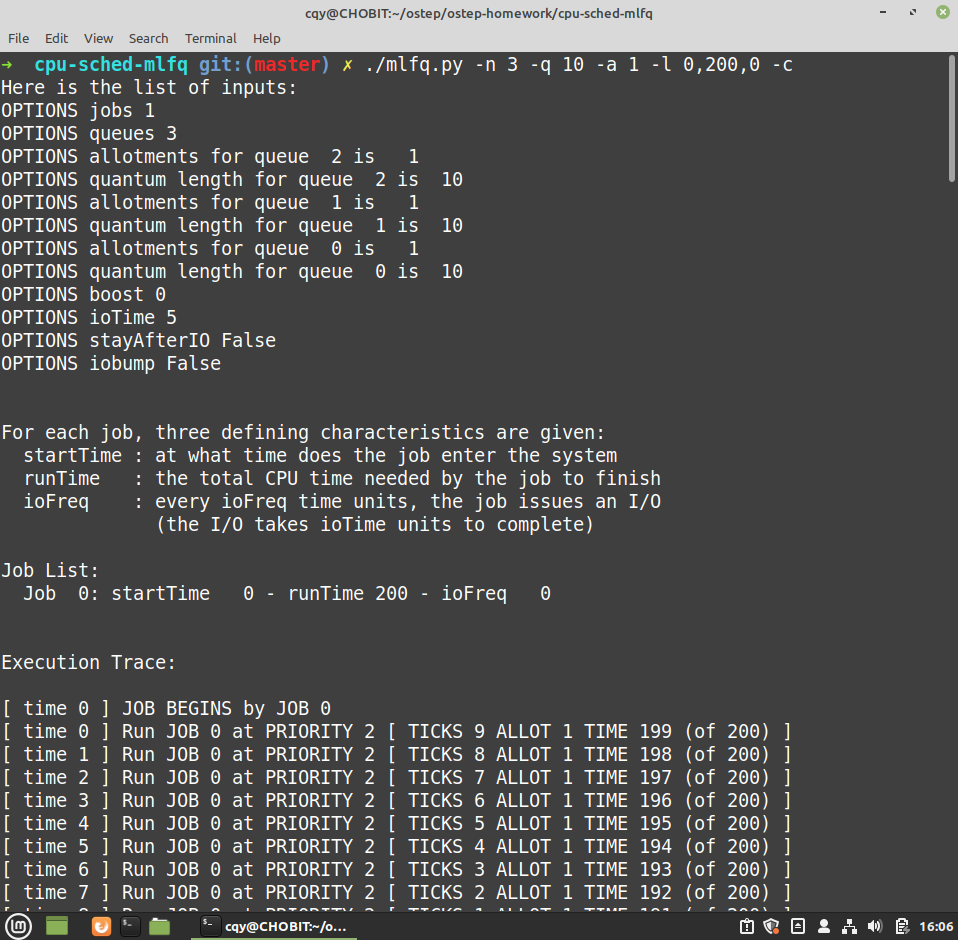 cqy@CHOBIT:~/ostep/ostep-homework/cpu-sched-mlfq
File Edit View Search Terminal Help
→ cpu-sched-mlfq git:(master) ✗ ./mlfq.py -n 3 -q 10 -a 1 -l 0,200,0 -c
Here is the list of inputs:
OPTIONS jobs 1
OPTIONS queues 3
OPTIONS allotments for queue  2 is   1
OPTIONS quantum length for queue  2 is  10
OPTIONS allotments for queue  1 is   1
OPTIONS quantum length for queue  1 is  10
OPTIONS allotments for queue  0 is   1
OPTIONS quantum length for queue  0 is  10
OPTIONS boost 0
OPTIONS ioTime 5
OPTIONS stayAfterIO False
OPTIONS iobump False
For each job, three defining characteristics are given:
  startTime : at what time does the job enter the system
  runTime   : the total CPU time needed by the job to finish
  ioFreq    : every ioFreq time units, the job issues an I/O
              (the I/O takes ioTime units to complete)
Job List:
  Job  0: startTime   0 - runTime 200 - ioFreq   0
Execution Trace:
[ time 0 ] JOB BEGINS by JOB 0
[ time 0 ] Run JOB 0 at PRIORITY 2 [ TICKS 9 ALLOT 1 TIME 199 (of 200) ]
[ time 1 ] Run JOB 0 at PRIORITY 2 [ TICKS 8 ALLOT 1 TIME 198 (of 200) ]
[ time 2 ] Run JOB 0 at PRIORITY 2 [ TICKS 7 ALLOT 1 TIME 197 (of 200) ]
[ time 3 ] Run JOB 0 at PRIORITY 2 [ TICKS 6 ALLOT 1 TIME 196 (of 200) ]
[ time 4 ] Run JOB 0 at PRIORITY 2 [ TICKS 5 ALLOT 1 TIME 195 (of 200) ]
[ time 5 ] Run JOB 0 at PRIORITY 2 [ TICKS 4 ALLOT 1 TIME 194 (of 200) ]
[ time 6 ] Run JOB 0 at PRIORITY 2 [ TICKS 3 ALLOT 1 TIME 193 (of 200) ]
[ time 7 ] Run JOB 0 at PRIORITY 2 [ TICKS 2 ALLOT 1 TIME 192 (of 200) ]
cqy@CHOBIT:~/o...
16:06